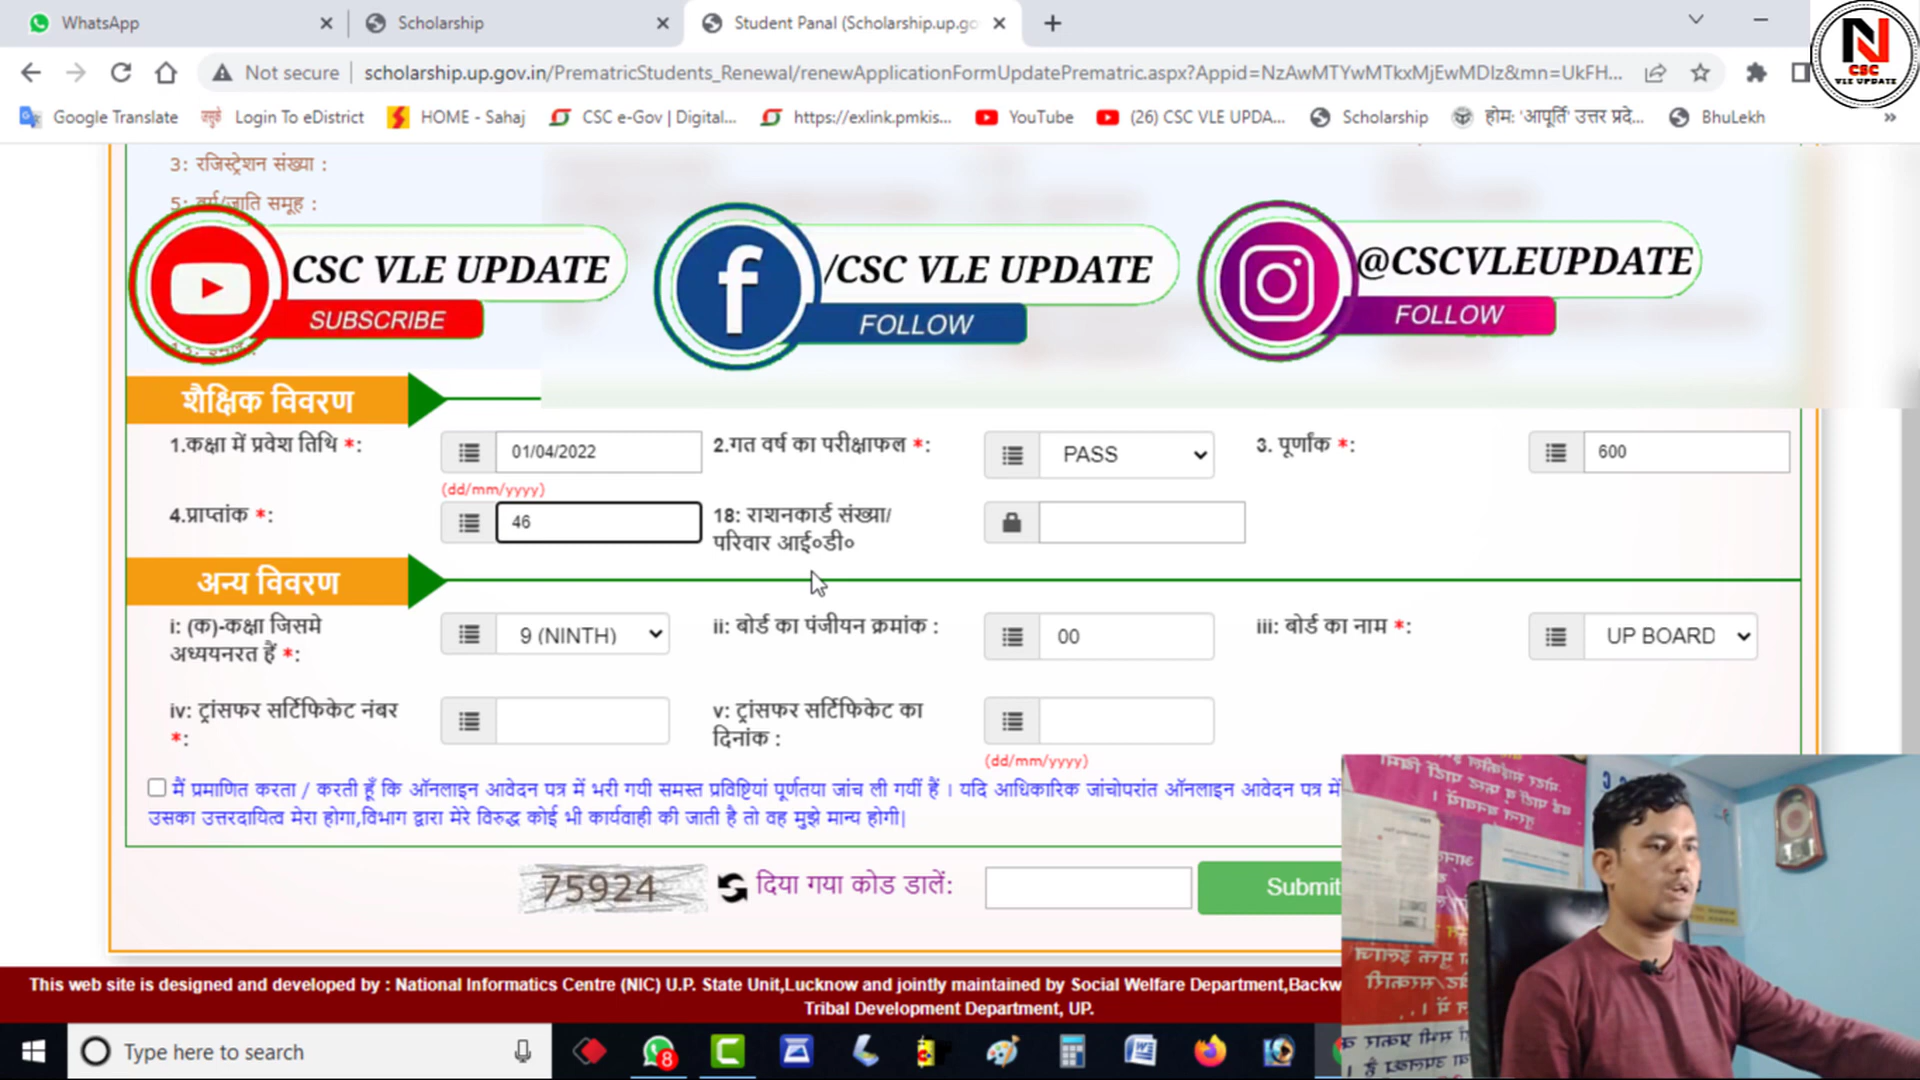 WhatsApp
Scholarship
Student Panal (Scholarship.up.go
N
CSC
VLE UPDATE
Not secure
scholarship.up.gov.in/PrematricStudents_Renewal/renewApplicationFormUpdatePrematric.aspx?Appid=NzAwMTYwMTkxMjEwMDIz&mn=UkFH...
Google Translate
Login To eDistrict
HOME - Sahaj
CSC e-Gov | Digital...
https://exlink.pmkis...
YouTube
(26) CSC VLE UPDA...
Scholarship
होम: 'आपूर्ति' उत्तर प्रदे...
BhuLekh
3: रजिस्ट्रेशन संख्या :
5: वर्ग/जाति समूह :
CSC VLE UPDATE
SUBSCRIBE
/CSC VLE UPDATE
FOLLOW
@CSCVLEUPDATE
FOLLOW
शैक्षिक विवरण
1.कक्षा में प्रवेश तिथि *: 01/04/2022
(dd/mm/yyyy)
2.गत वर्ष का परीक्षाफल *: PASS
3. पूर्णांक *: 600
4.प्राप्तांक *: 46
18: राशनकार्ड संख्या/
परिवार आई०डी०
अन्य विवरण
i: (क)-कक्षा जिसमे
अध्ययनरत हैं *: 9 (NINTH)
ii: बोर्ड का पंजीयन क्रमांक : 00
iii: बोर्ड का नाम *: UP BOARD
iv: ट्रांसफर सर्टिफिकेट नंबर
*:
v: ट्रांसफर सर्टिफिकेट का
दिनांक :
(dd/mm/yyyy)
मैं प्रमाणित करता / करती हूँ कि ऑनलाइन आवेदन पत्र में भरी गयी समस्त प्रविष्टियां पूर्णतया जांच ली गयीं हैं । यदि आधिकारिक जांचोपरांत ऑनलाइन आवेदन पत्र में
उसका उत्तरदायित्व मेरा होगा,विभाग द्वारा मेरे विरुद्ध कोई भी कार्यवाही की जाती है तो वह मुझे मान्य होगी|
75924
दिया गया कोड डालें:
Submit
This web site is designed and developed by : National Informatics Centre (NIC) U.P. State Unit,Lucknow and jointly maintained by Social Welfare Department,Backw
Tribal Development Department, UP.
Type here to search
8